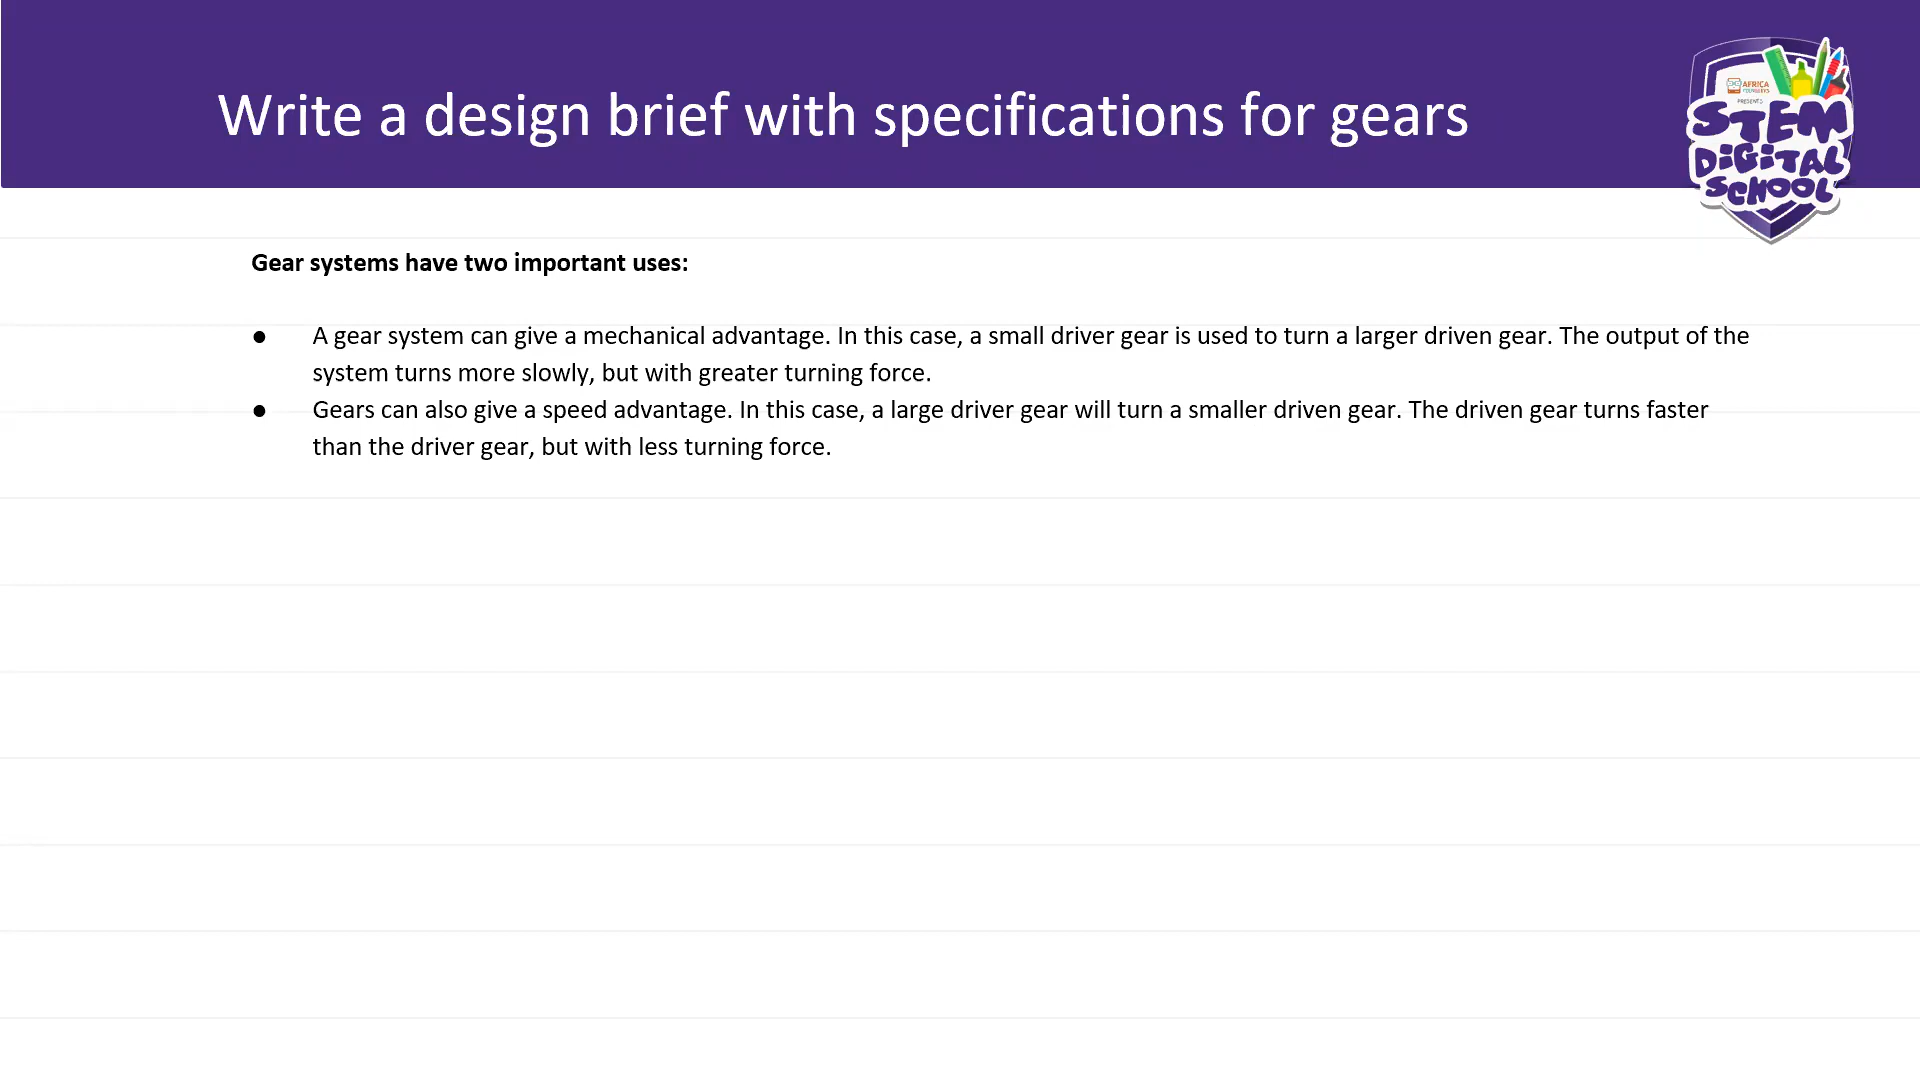 Write a design brief with specifications for gears
AFRICA
PRESENTS
STEM
DIGITAL
SCHOOL
Gear systems have two important uses:
● A gear system can give a mechanical advantage. In this case, a small driver gear is used to turn a larger driven gear. The output of the
system turns more slowly, but with greater turning force.
● Gears can also give a speed advantage. In this case, a large driver gear will turn a smaller driven gear. The driven gear turns faster
than the driver gear, but with less turning force.